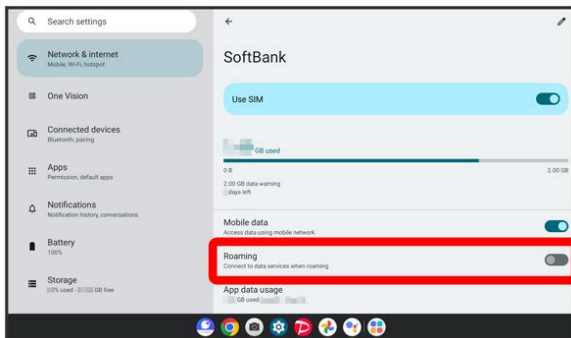 Search settings
Network & internet
Mobile, Wi-Fi, hotspot
One Vision
Connected devices
Bluetooth, pairing
Apps
Permission, default apps
Notifications
Notification history, conversations
Battery
100%
Storage
% used - GB free
SoftBank
Use SIM
GB used
0 B
2.00 GB
2.00 GB data warning
days left
Mobile data
Access data using mobile network
Roaming
Connect to data services when roaming
App data usage
GB used